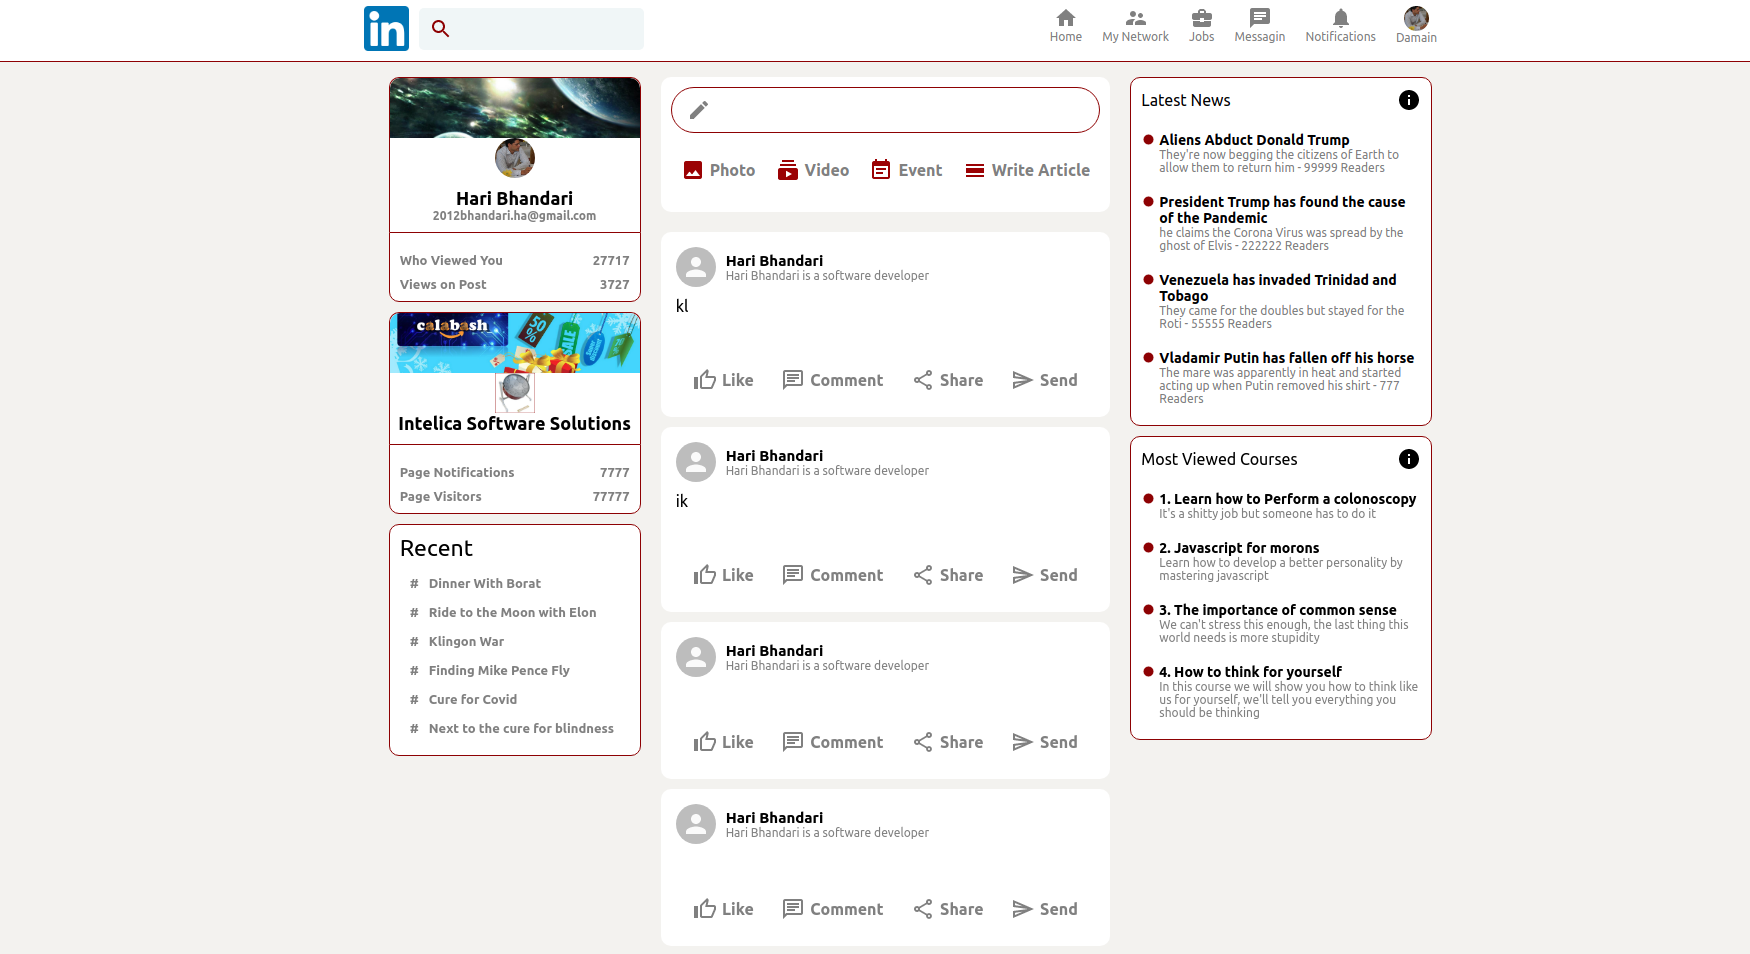 in
Home
My Network
Jobs
Messagin
Notifications
Damain
Hari Bhandari
2012bhandari.ha@gmail.com
Who Viewed You 27717
Views on Post 3727
calabash
50
%
SALE
Intelica Software Solutions
Page Notifications 7777
Page Visitors 77777
Recent
# Dinner With Borat
# Ride to the Moon with Elon
# Klingon War
# Finding Mike Pence Fly
# Cure for Covid
# Next to the cure for blindness
Photo Video Event Write Article
Hari Bhandari
Hari Bhandari is a software developer
kl
Like Comment Share Send
Hari Bhandari
Hari Bhandari is a software developer
ik
Like Comment Share Send
Hari Bhandari
Hari Bhandari is a software developer
Like Comment Share Send
Hari Bhandari
Hari Bhandari is a software developer
Like Comment Share Send
Latest News
Aliens Abduct Donald Trump
They're now begging the citizens of Earth to
allow them to return him - 99999 Readers
President Trump has found the cause
of the Pandemic
he claims the Corona Virus was spread by the
ghost of Elvis - 222222 Readers
Venezuela has invaded Trinidad and
Tobago
They came for the doubles but stayed for the
Roti - 55555 Readers
Vladamir Putin has fallen off his horse
The mare was apparently in heat and started
acting up when Putin removed his shirt - 777
Readers
Most Viewed Courses
1. Learn how to Perform a colonoscopy
It's a shitty job but someone has to do it
2. Javascript for morons
Learn how to develop a better personality by
mastering javascript
3. The importance of common sense
We can't stress this enough, the last thing this
world needs is more stupidity
4. How to think for yourself
In this course we will show you how to think like
us for yourself, we'll tell you everything you
should be thinking